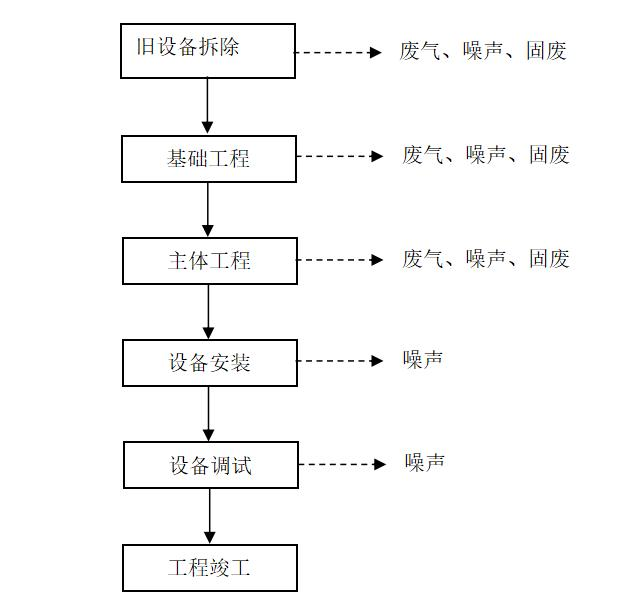 旧设备拆除
废气、噪声、固废
基础工程
废气、噪声、固废
主体工程
废气、噪声、固废
设备安装
噪声
设备调试
噪声
工程竣工